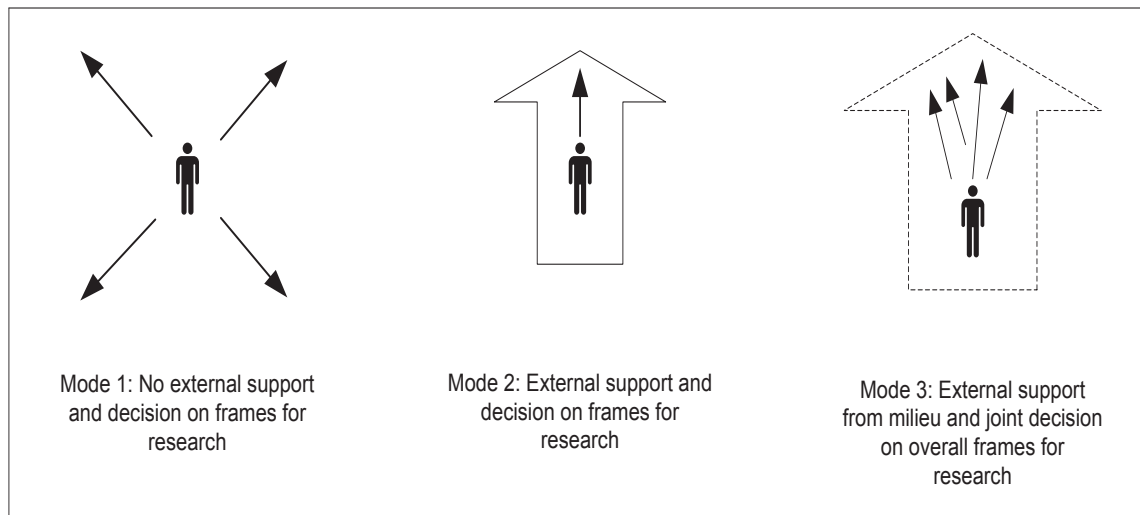 Mode 1: No external support
and decision on frames for
research
Mode 2: External support and
decision on frames for
research
Mode 3: External support
from milieu and joint decision
on overall frames for
research